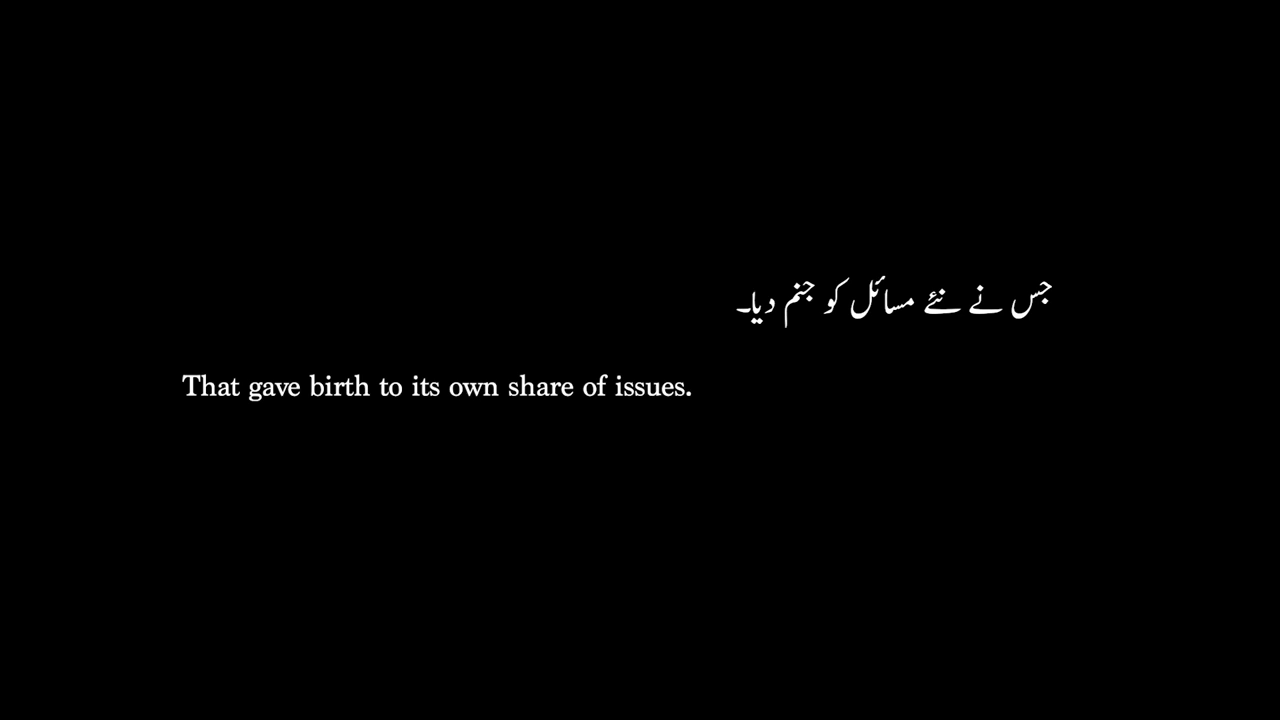 جس نے نئے مسائل کو جنم دیا۔
That gave birth to its own share of issues.